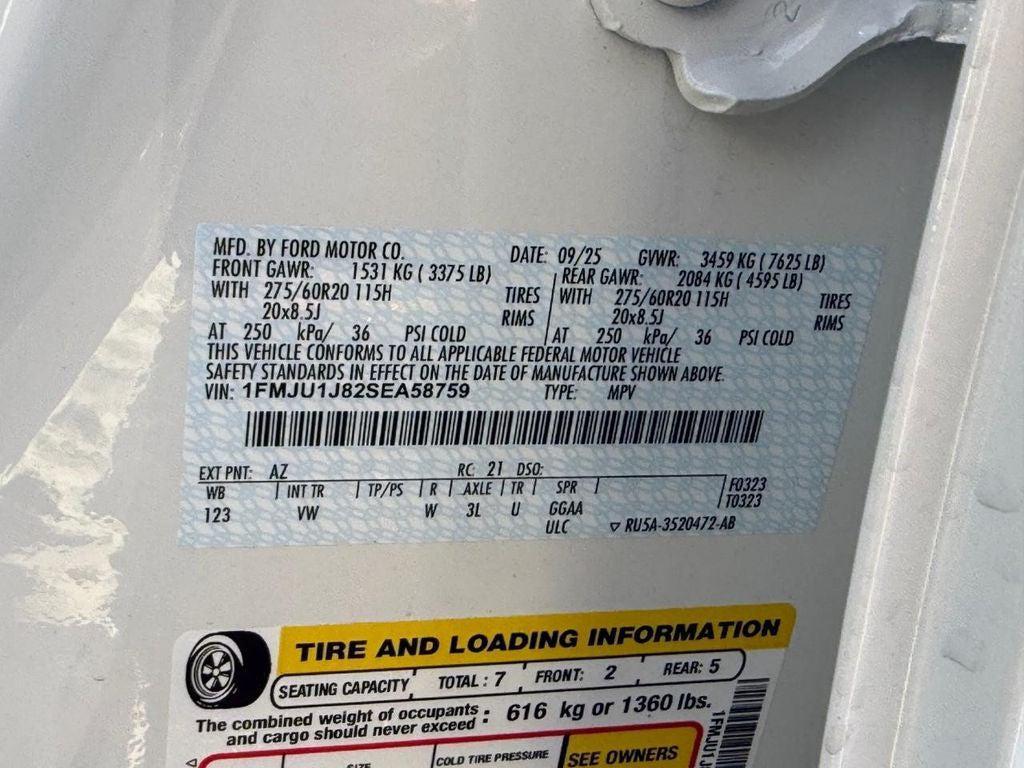 2
MFD. BY FORD MOTOR CO. DATE: 09/25 GVWR: 3459 KG ( 7625 LB)
FRONT GAWR: 1531 KG ( 3375 LB) REAR GAWR: 2084 KG ( 4595 LB)
WITH 275/60R20 115H TIRES WITH 275/60R20 115H TIRES
20x8.5J RIMS 20x8.5J RIMS
AT 250 kPa/ 36 PSI COLD AT 250 kPa/ 36 PSI COLD
THIS VEHICLE CONFORMS TO ALL APPLICABLE FEDERAL MOTOR VEHICLE
SAFETY STANDARDS IN EFFECT ON THE DATE OF MANUFACTURE SHOWN ABOVE.
VIN: 1FMJU1J82SEA58759 TYPE: MPV
EXT PNT: AZ RC: 21 DSO:
WB INT TR TP/PS R AXLE TR SPR F0323
123 VW W 3L U GGAA T0323
ULC ▽ RU5A-3520472-AB
TIRE AND LOADING INFORMATION
SEATING CAPACITY TOTAL : 7 FRONT: 2 REAR: 5
The combined weight of occupants
and cargo should never exceed : 616 kg or 1360 lbs.
COLD TIRE PRESSURE SEE OWNERS
1FMJU1J